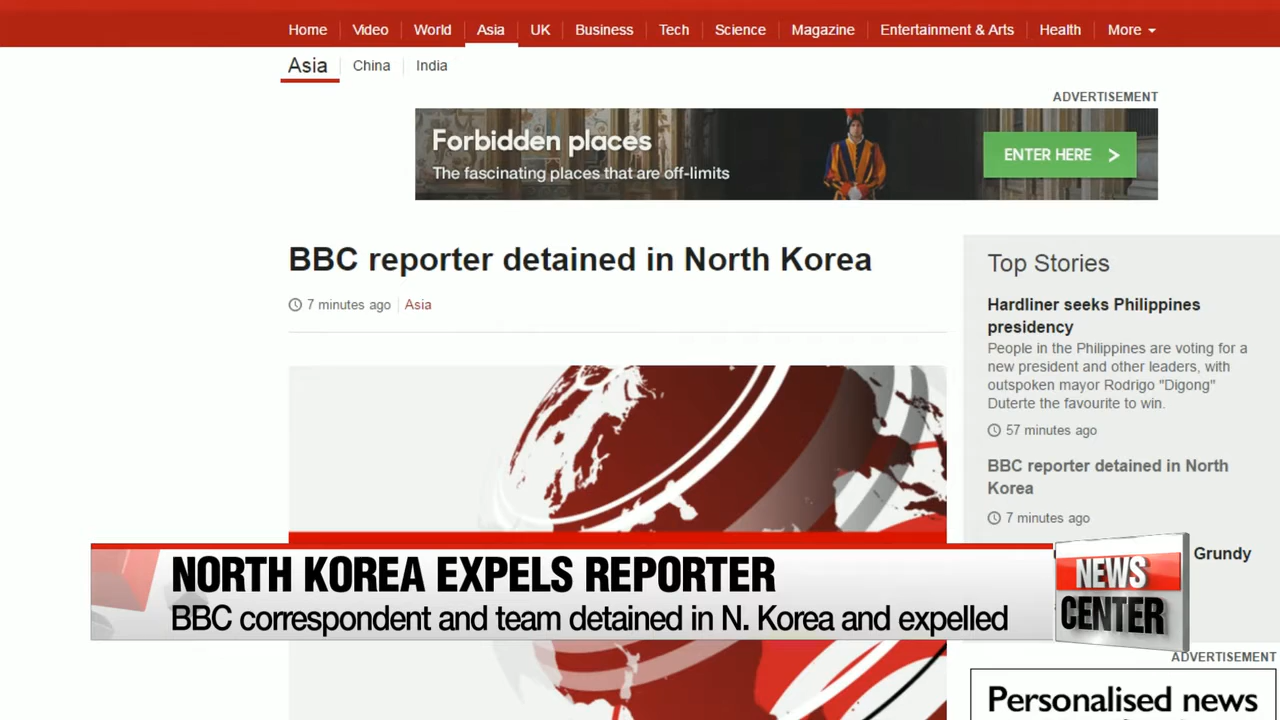 Home Video World Asia UK Business Tech Science Magazine Entertainment & Arts Health More
Asia China India
ADVERTISEMENT
Forbidden places
The fascinating places that are off-limits
ENTER HERE >
BBC reporter detained in North Korea
7 minutes ago Asia
Top Stories
Hardliner seeks Philippines
presidency
People in the Philippines are voting for a
new president and other leaders, with
outspoken mayor Rodrigo "Digong"
Duterte the favourite to win.
57 minutes ago
BBC reporter detained in North
Korea
7 minutes ago
Grundy
NORTH KOREA EXPELS REPORTER
BBC correspondent and team detained in N. Korea and expelled
NEWS
CENTER
ADVERTISEMENT
Personalised news